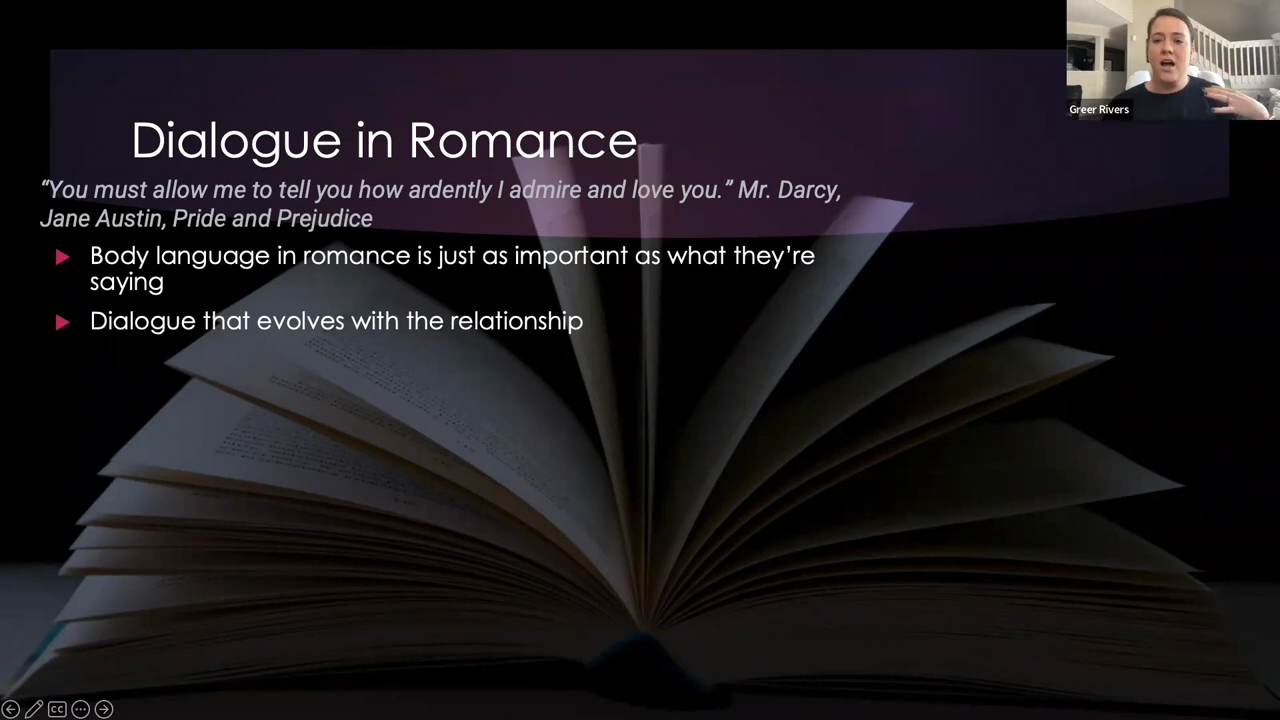 Greer Rivers
Dialogue in Romance
“You must allow me to tell you how ardently I admire and love you.” Mr. Darcy,
Jane Austin, Pride and Prejudice
Body language in romance is just as important as what they’re
saying
Dialogue that evolves with the relationship
CC